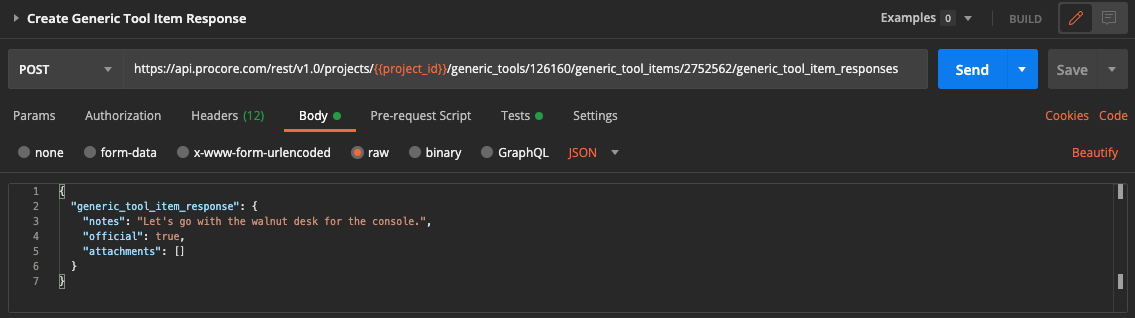 Create Generic Tool Item Response Examples 0 BUILD
POST https://api.procore.com/rest/v1.0/projects/{{project_id}}/generic_tools/126160/generic_tool_items/2752562/generic_tool_item_responses Send Save
Params Authorization Headers (12) Body Pre-request Script Tests Settings Cookies Code
none form-data x-www-form-urlencoded raw binary GraphQL JSON Beautify
1 {
2 "generic_tool_item_response": {
3 "notes": "Let's go with the walnut desk for the console.",
4 "official": true,
5 "attachments": []
6 }
7 }